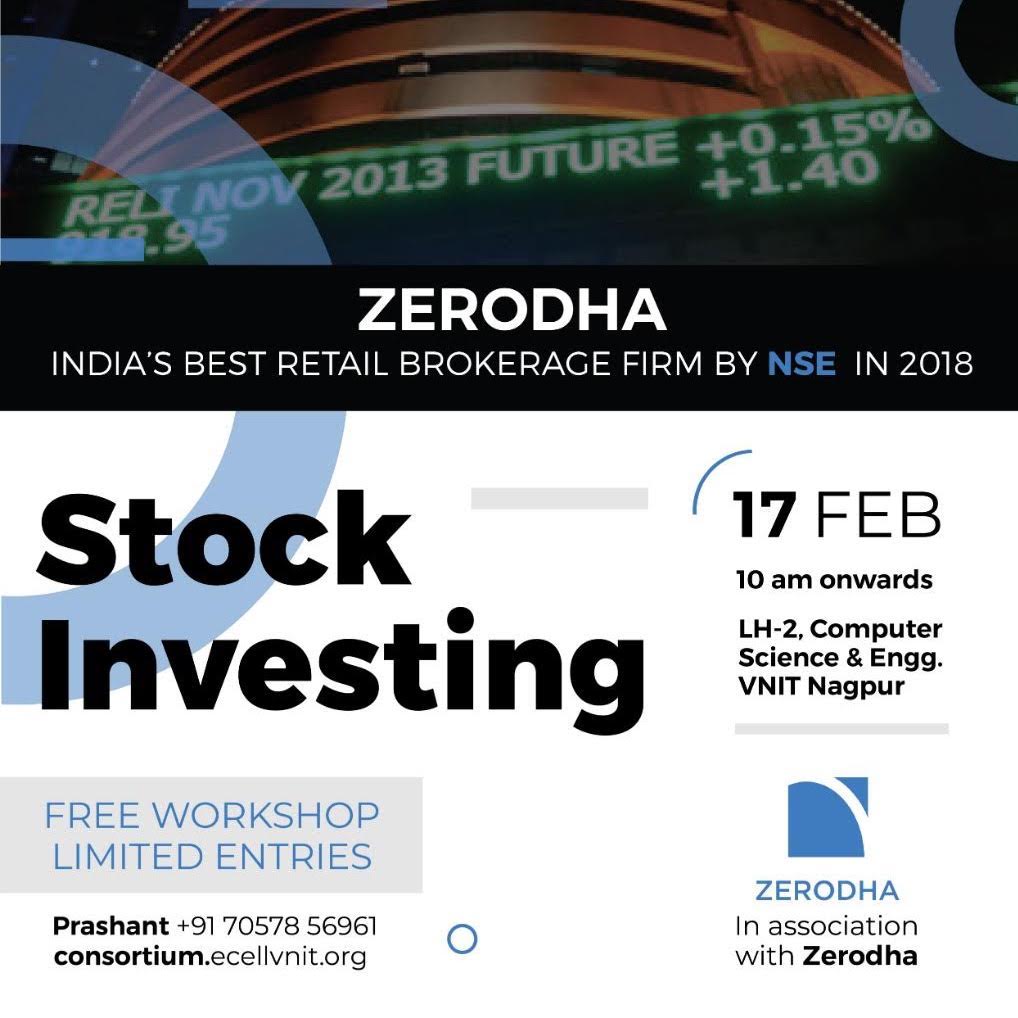 RELI NOV 2013 FUTURE +0.15%
918.95 +1.40
ZERODHA
INDIA'S BEST RETAIL BROKERAGE FIRM BY NSE IN 2018
Stock
Investing
17 FEB
10 am onwards
LH-2, Computer
Science & Engg.
VNIT Nagpur
FREE WORKSHOP
LIMITED ENTRIES
Prashant +91 70578 56961
consortium.ecellvnit.org
ZERODHA
In association
with Zerodha